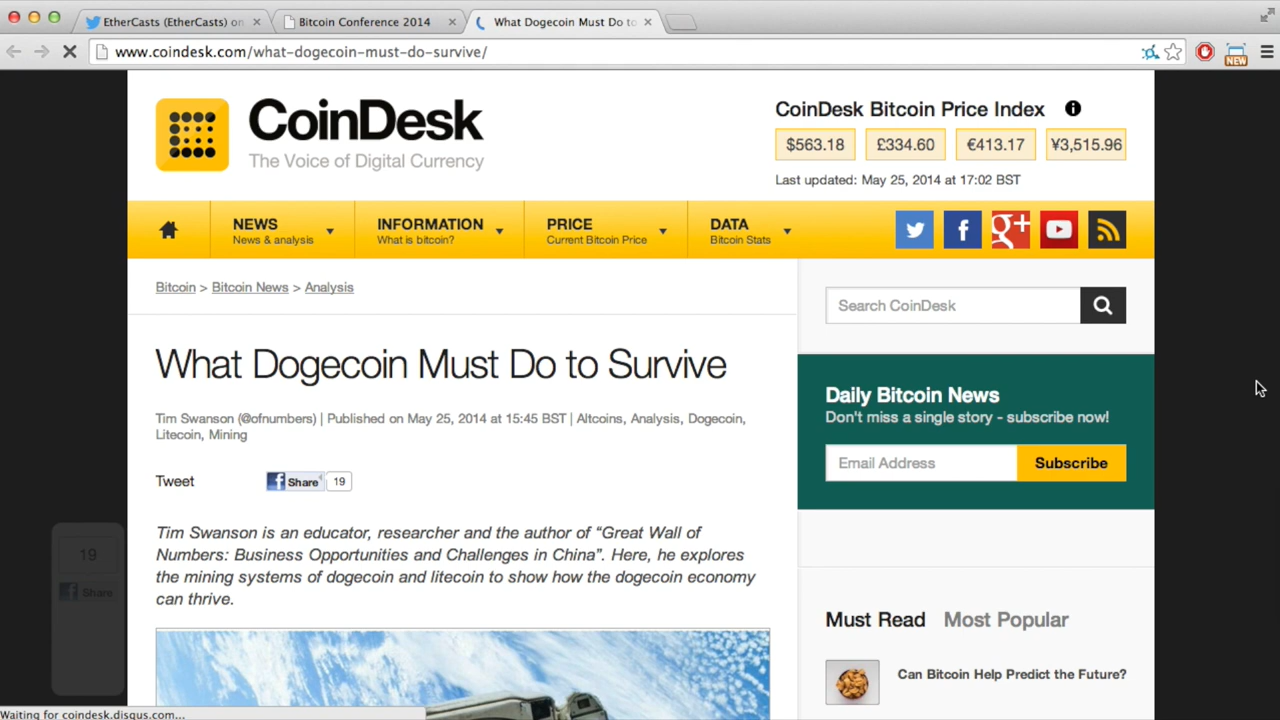 EtherCasts (EtherCasts) on
Bitcoin Conference 2014
What Dogecoin Must Do to
www.coindesk.com/what-dogecoin-must-do-survive/
NEW
CoinDesk
The Voice of Digital Currency
CoinDesk Bitcoin Price Index
$563.18 £334.60 €413.17 ¥3,515.96
Last updated: May 25, 2014 at 17:02 BST
NEWS
News & analysis
INFORMATION
What is bitcoin?
PRICE
Current Bitcoin Price
DATA
Bitcoin Stats
Bitcoin > Bitcoin News > Analysis
Search CoinDesk
What Dogecoin Must Do to Survive
Tim Swanson (@ofnumbers) | Published on May 25, 2014 at 15:45 BST | Altcoins, Analysis, Dogecoin,
Litecoin, Mining
Tweet
Share 19
Daily Bitcoin News
Don't miss a single story - subscribe now!
Email Address
Subscribe
Tim Swanson is an educator, researcher and the author of “Great Wall of
Numbers: Business Opportunities and Challenges in China”. Here, he explores
the mining systems of dogecoin and litecoin to show how the dogecoin economy
can thrive.
19
Share
Must Read Most Popular
Can Bitcoin Help Predict the Future?
Waiting for coindesk.disqus.com...